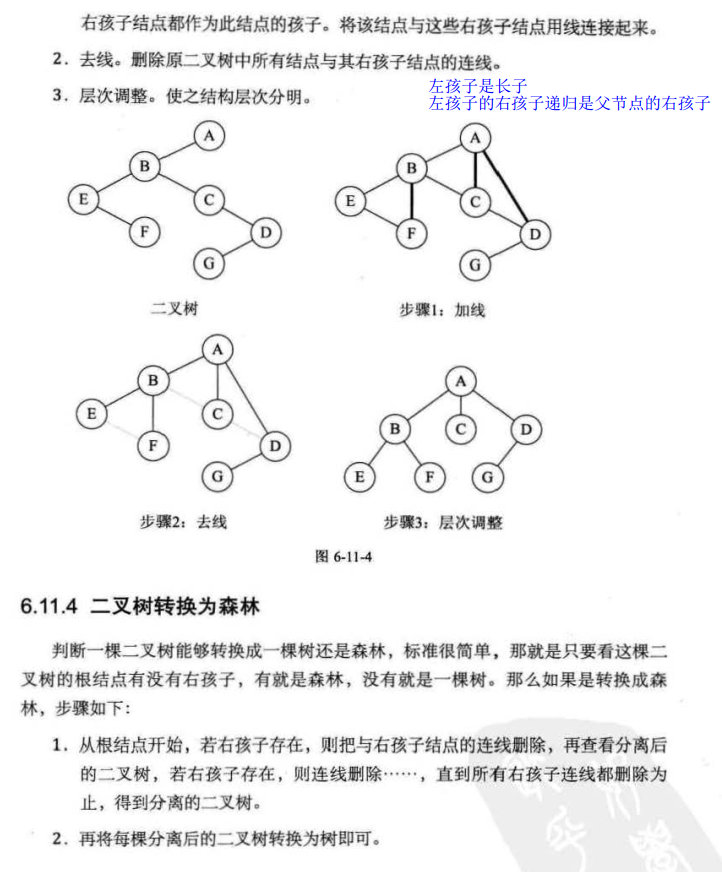 右孩子结点都作为此结点的孩子。将该结点与这些右孩子结点用线连接起来。
2．去线。删除原二叉树中所有结点与其右孩子结点的连线。
3．层次调整。使之结构层次分明。
左孩子是长子
左孩子的右孩子递归是父节点的右孩子
A
B
E
C
F
D
G
二叉树
A
B
E
C
F
D
G
步骤1：加线
A
B
E
C
F
D
G
步骤2：去线
A
B
C
D
E
F
G
步骤3：层次调整
图 6-11-4
6.11.4 二叉树转换为森林
判断一棵二叉树能够转换成一棵树还是森林，标准很简单，那就是只要看这棵二
叉树的根结点有没有右孩子，有就是森林，没有就是一棵树。那么如果是转换成森
林，步骤如下：
1．从根结点开始，若右孩子存在，则把与右孩子结点的连线删除，再查看分离后
的二叉树，若右孩子存在，则连线删除……，直到所有右孩子连线都删除为
止，得到分离的二叉树。
2．再将每棵分离后的二叉树转换为树即可。